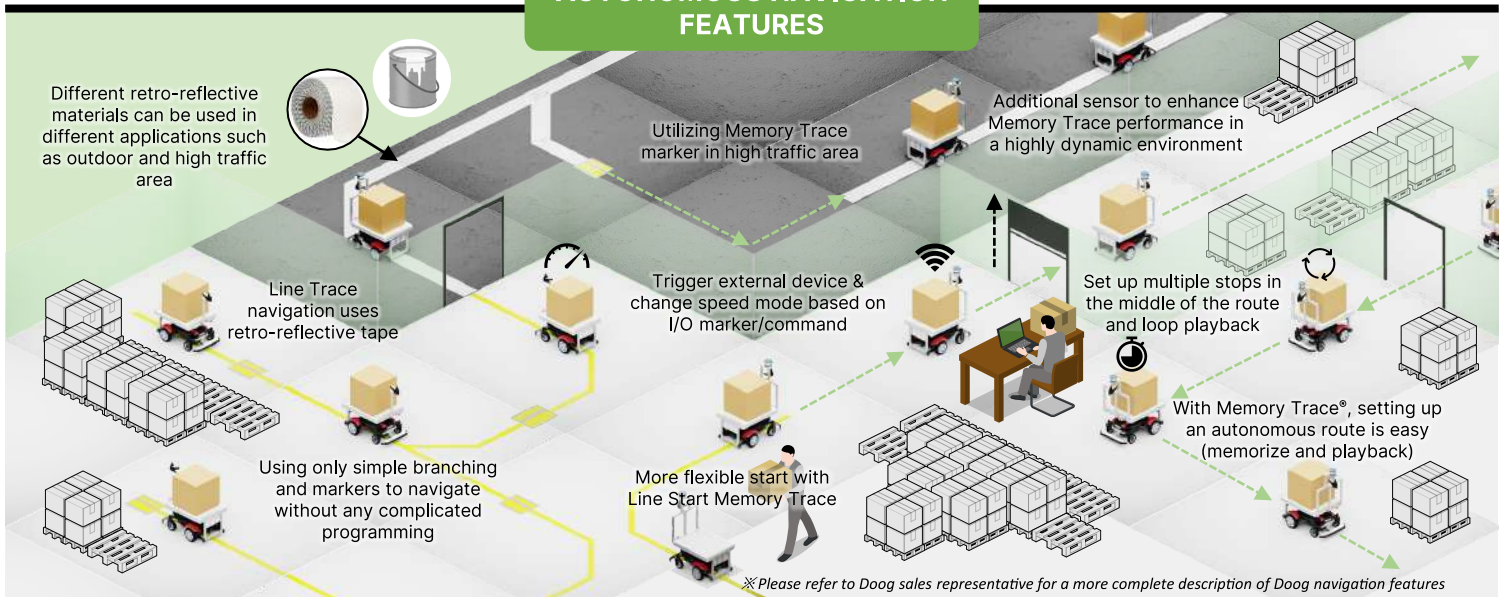 AUTONOMOUS NAVIGATION
FEATURES
Different retro-reflective
materials can be used in
different applications such
as outdoor and high traffic
area
Utilizing Memory Trace
marker in high traffic area
Additional sensor to enhance
Memory Trace performance in
a highly dynamic environment
Line Trace
navigation uses
retro-reflective tape
Trigger external device &
change speed mode based on
I/O marker/command
Set up multiple stops in
the middle of the route
and loop playback
With Memory Trace®, setting up
an autonomous route is easy
(memorize and playback)
Using only simple branching
and markers to navigate
without any complicated
programming
More flexible start with
Line Start Memory Trace
※Please refer to Doog sales representative for a more complete description of Doog navigation features